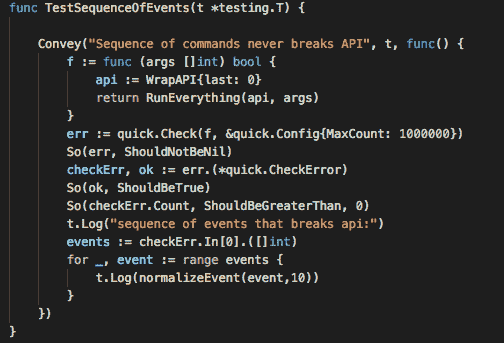 func TestSequenceOfEvents(t *testing.T) {
Convey("Sequence of commands never breaks API", t, func() {
f := func (args []int) bool {
api := WrapAPI{last: 0}
return RunEverything(api, args)
}
err := quick.Check(f, &quick.Config{MaxCount: 1000000})
So(err, ShouldNotBeNil)
checkErr, ok := err.(*quick.CheckError)
So(ok, ShouldBeTrue)
So(checkErr.Count, ShouldBeGreaterThan, 0)
t.Log("sequence of events that breaks api:")
events := checkErr.In[0].([]int)
for _, event := range events {
t.Log(normalizeEvent(event,10))
}
})
}